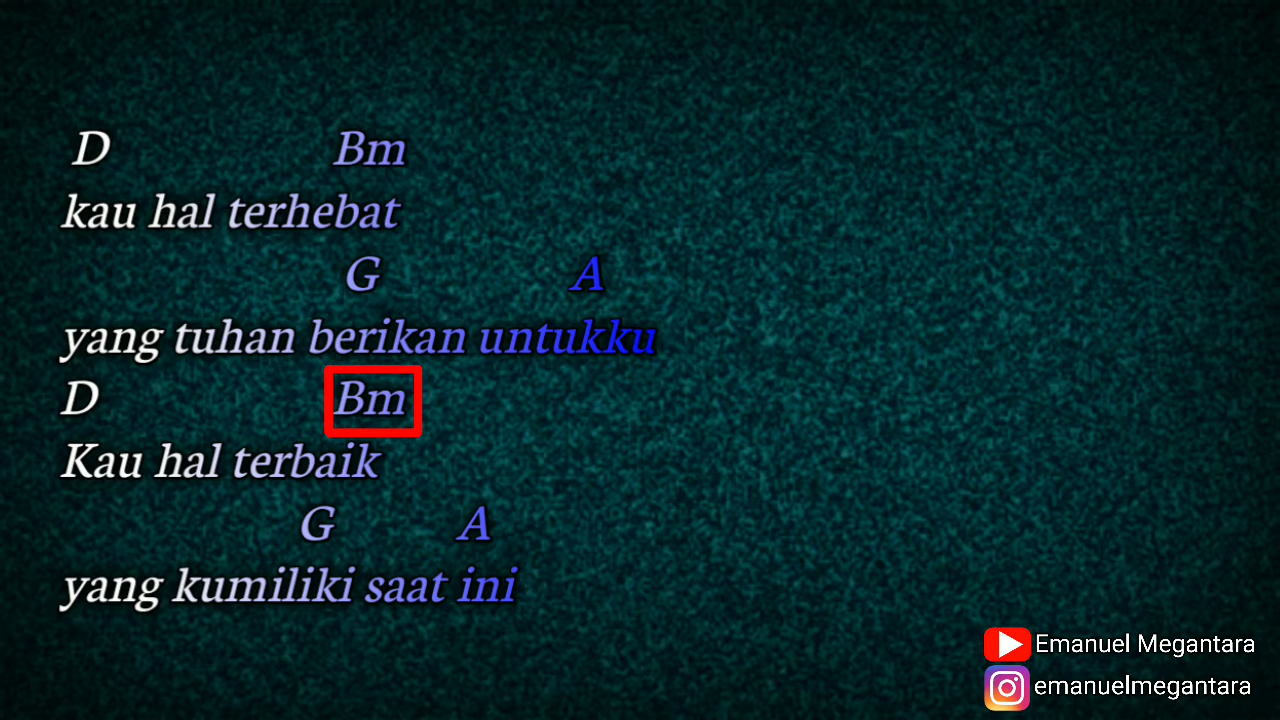 D Bm
kau hal terhebat
G A
yang tuhan berikan untukku
D Bm
Kau hal terbaik
G A
yang kumiliki saat ini
Emanuel Megantara
emanuelmegantara